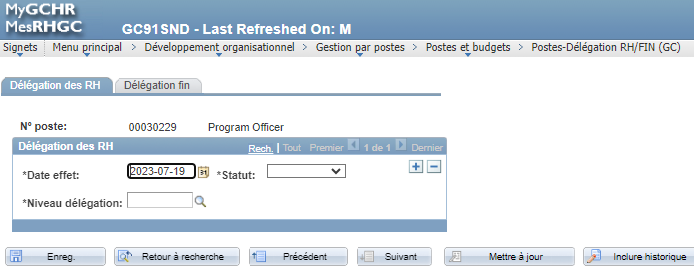 MyGCHR
MesRHGC
GC91SND - Last Refreshed On: M
Signets Menu principal > Développement organisationnel > Gestion par postes > Postes et budgets > Postes-Délégation RH/FIN (GC)
Délégation des RH Délégation fin
Nº poste: 00030229 Program Officer
Délégation des RH Rech. | Tout Premier 1 de 1 Dernier
*Date effet: 2023-07-19 *Statut:
*Niveau délégation:
Enreg. Retour à recherche Précédent Suivant Mettre à jour Inclure historique